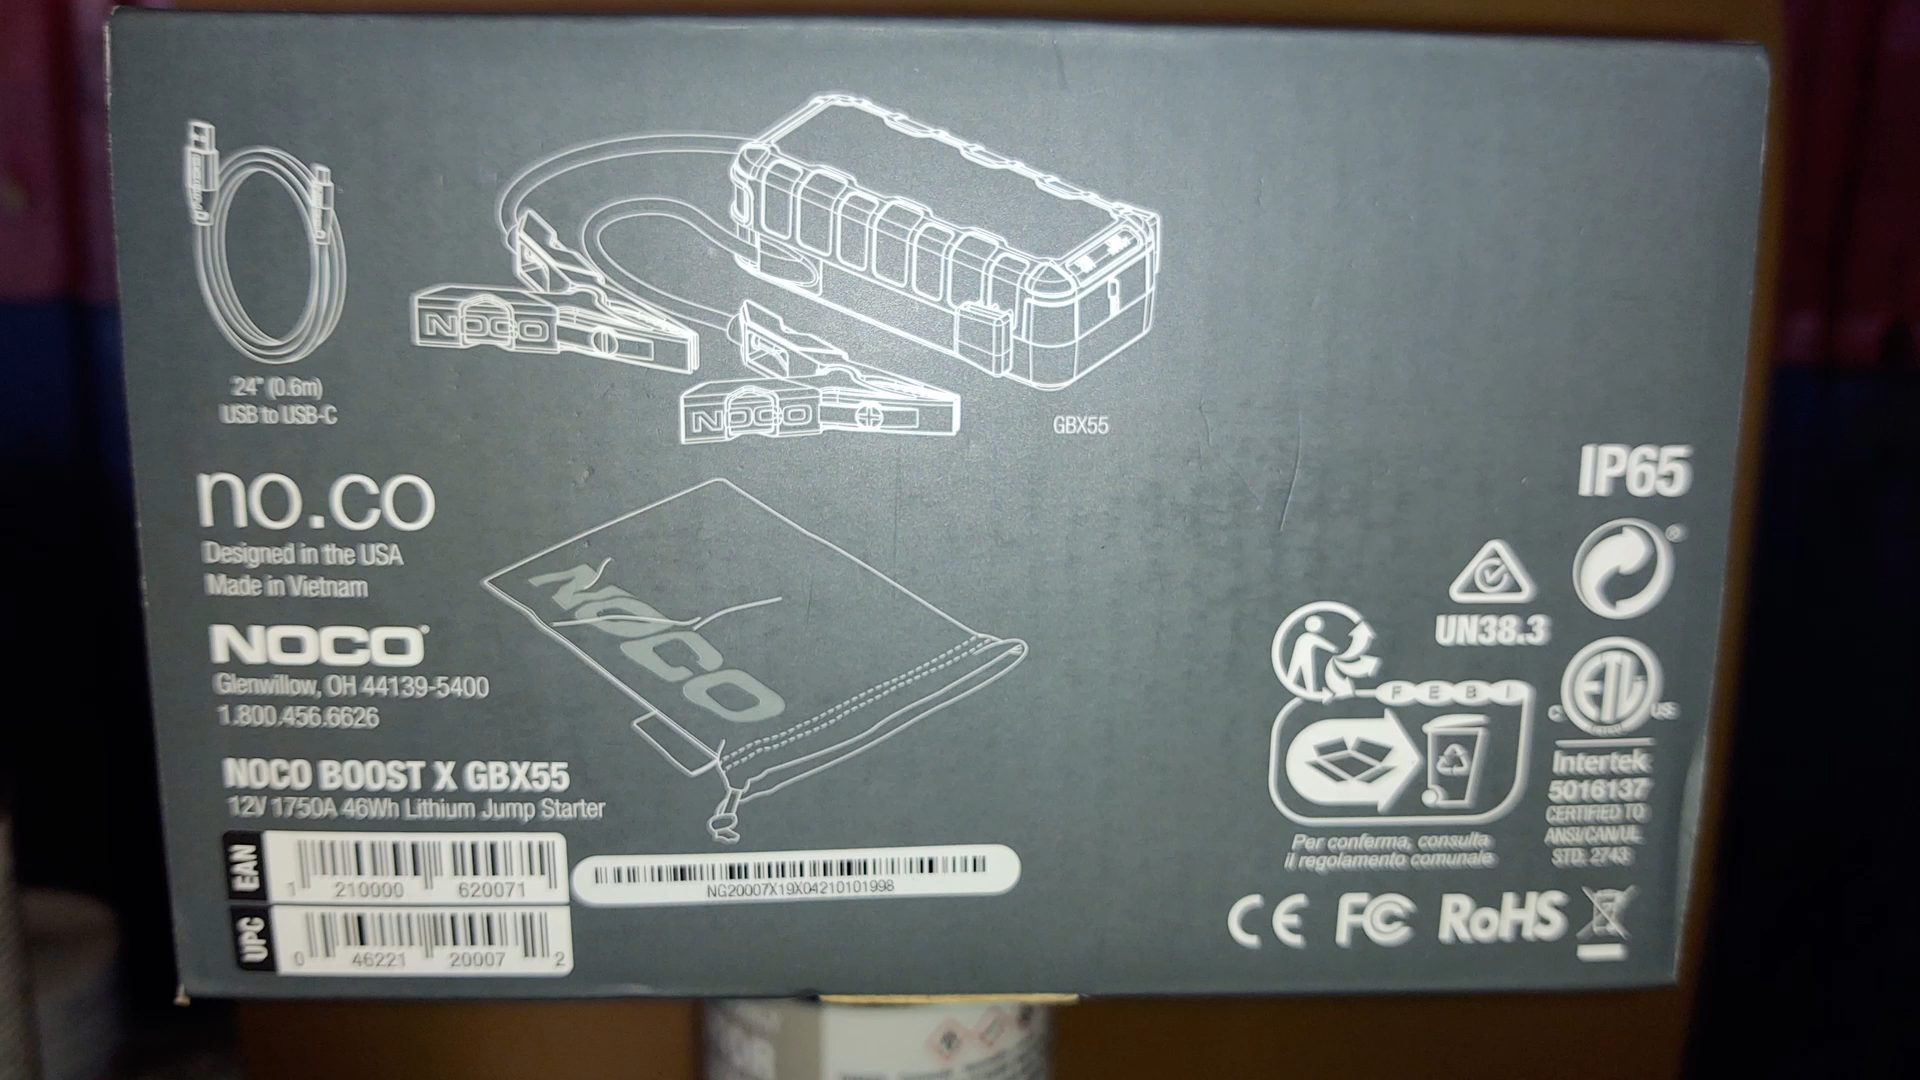 24" (0.6m)
USB to USB-C
NOCO
NOCO
GBX55
no.co
Designed in the USA
Made in Vietnam
NOCO
Glenwillow, OH 44139-5400
1.800.456.6626
NOCO
NOCO BOOST X GBX55
12V 1750A 46Wh Lithium Jump Starter
EAN
1 210000 620071
UPC
0 46221 20007 2
NG20007X19X04210101998
IP65
UN38.3
FEBI
C ETL US
Intertek
5016137
CERTIFIED TO
ANSI/CAN/UL
STD. 2743
Per conferma, consulta
il regolamento comunale
CE FC RoHS